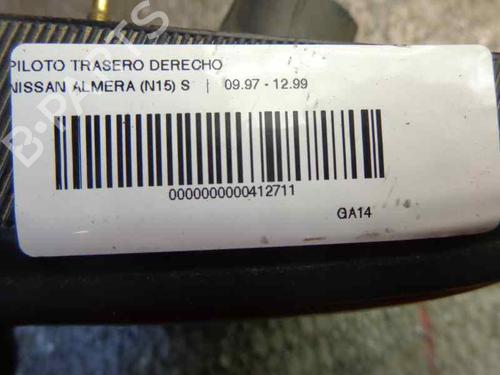 PILOTO TRASERO DERECHO
NISSAN ALMERA (N15) S | 09.97 - 12.99
0000000000412711
GA14
B-PARTS